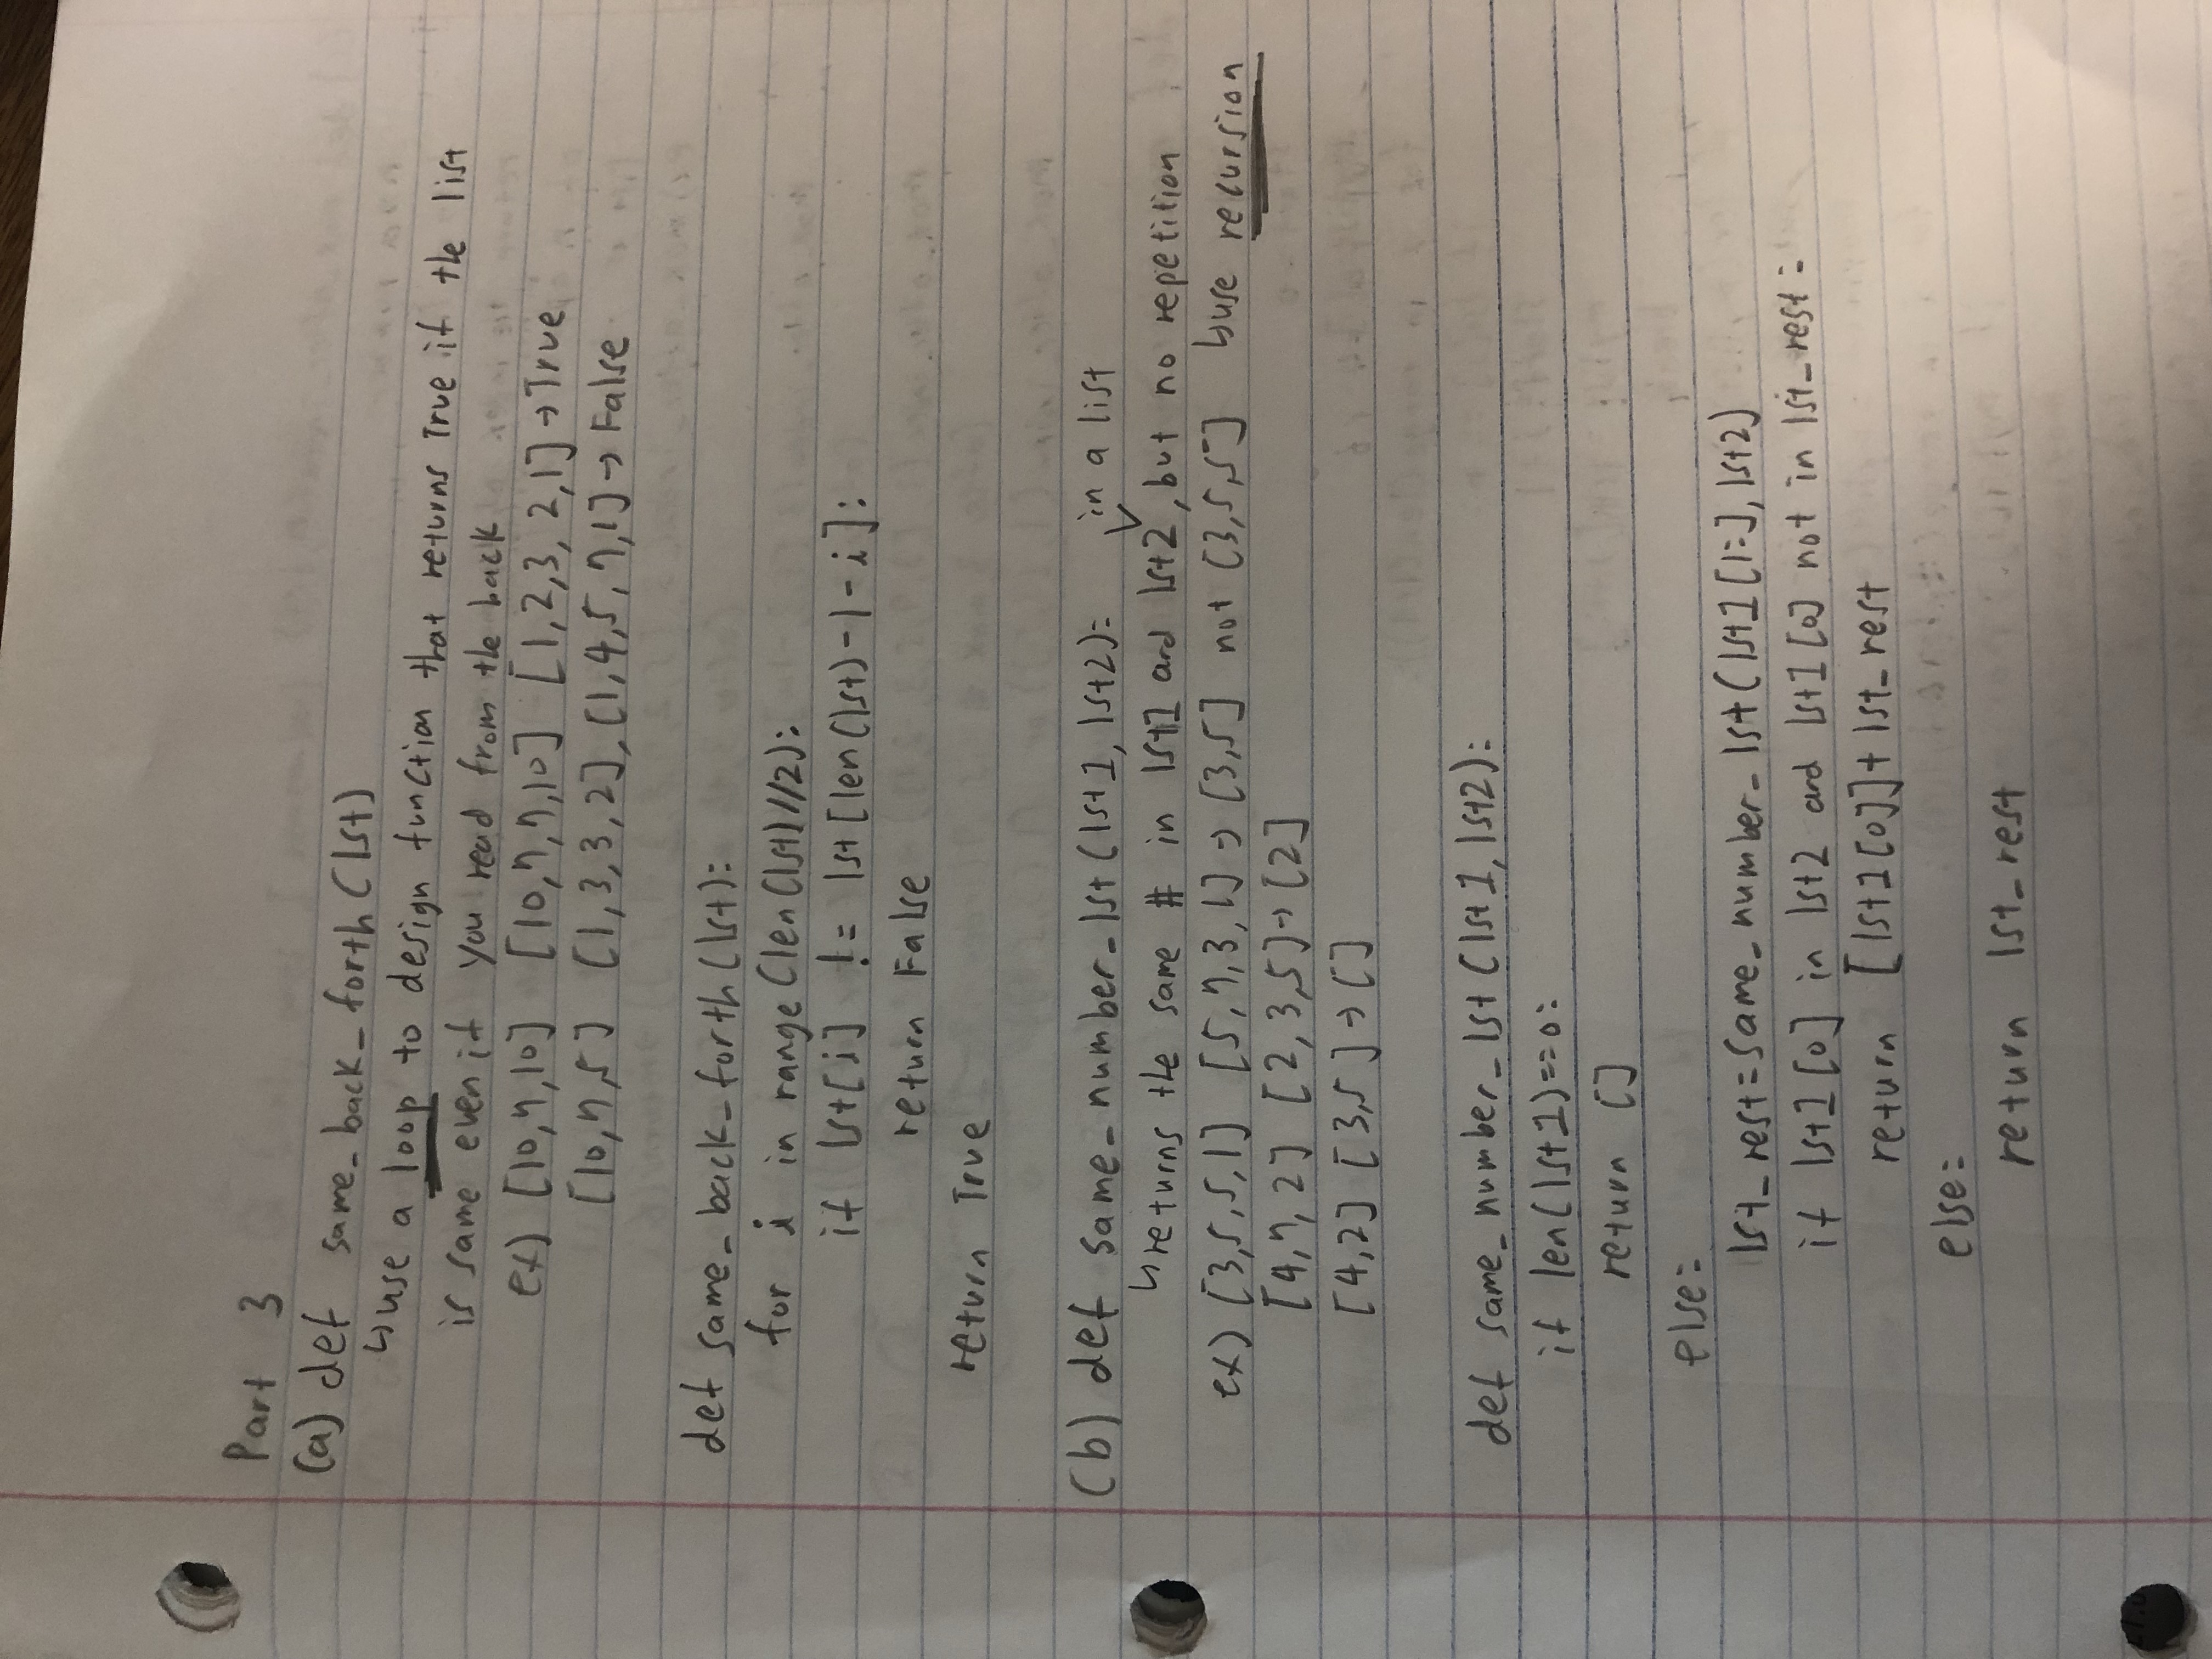 Part 3
(a) def same_back_forth(lst)
↳use a loop to design function that returns True if the list
is same even if you read from the back
ex) [10,7,10] [10,7,7,10] [1,2,3,2,1]→True
[10,7,5] [1,3,3,2],[1,4,5,7,1]→False
def same_back_forth(lst):
for i in range(len(lst)//2):
if lst[i] != lst[len(lst)-1-i]:
return False
return True
(b) def same_number_lst(lst1, lst2): in a list
↳returns the same # in lst1 and lst2, but no repetition
ex) [3,5,5,1] [5,7,3,1]→[3,5] not [3,5,5] ↳use recursion
[4,7,2] [2,3,5]→[2]
[4,2] [3,5]→[]
def same_number_lst(lst1, lst2):
if len(lst1)==0:
return []
else:
lst_rest=same_number_lst(lst1[1:], lst2)
if lst1[0] in lst2 and lst1[0] not in lst_rest:
return [lst1[0]]+lst_rest
else:
return lst_rest